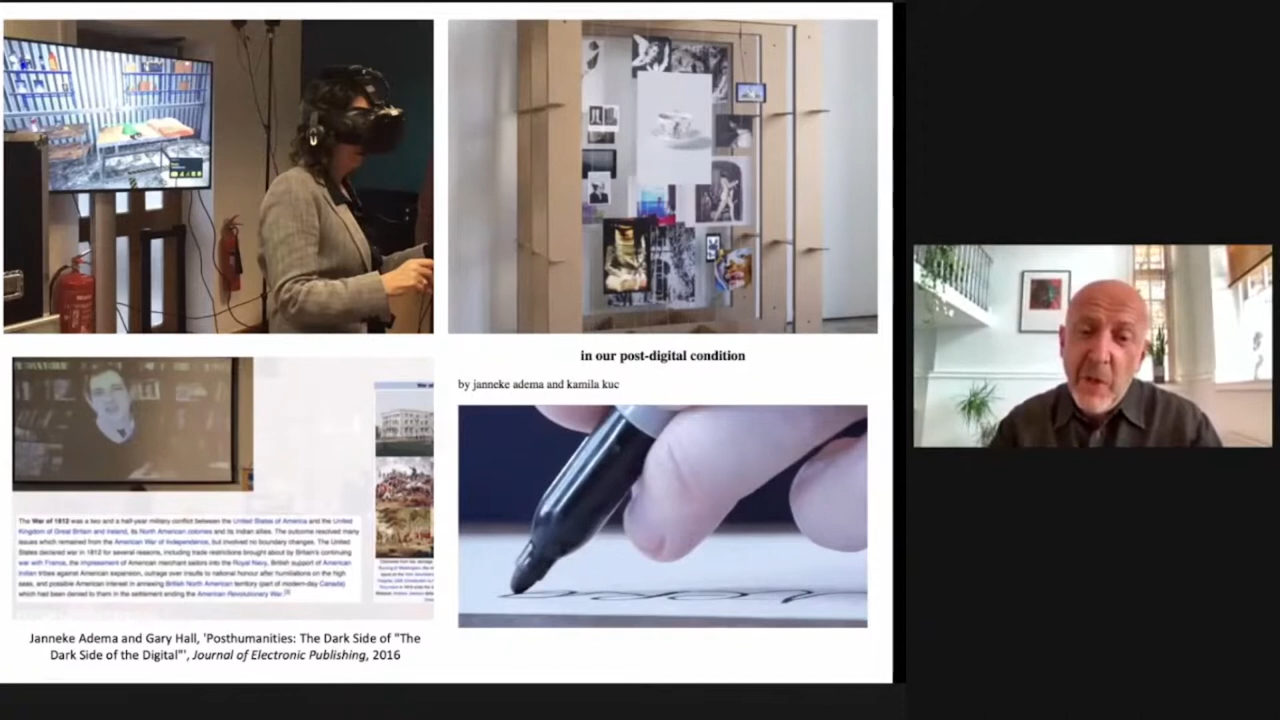 in our post-digital condition
by janneke adema and kamila kuc
The War of 1812 was a two and a half-year military conflict between the United States of America and the United
Kingdom of Great Britain and Ireland, its North American colonies and its Indian allies. The outcome resolved many
issues which remained from the American War of Independence, but involved no boundary changes. The United
States declared war in 1812 for several reasons, including trade restrictions brought about by Britain's continuing
war with France, the impressment of American merchant sailors into the Royal Navy, British support of American
Indian tribes against American expansion, outrage over insults to national honour after humiliations on the high
seas, and possible American interest in annexing British North American territory (part of modern-day Canada)
which had been denied to them in the settlement ending the American Revolutionary War.
Janneke Adema and Gary Hall, 'Posthumanities: The Dark Side of "The
Dark Side of the Digital"', Journal of Electronic Publishing, 2016